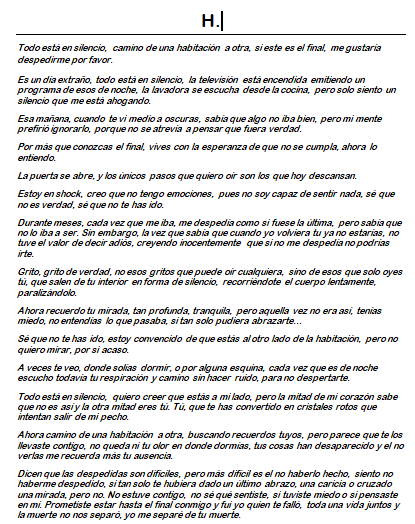 H.
Todo está en silencio, camino de una habitación a otra, si este es el final, me gustaría
despedirme por favor.
Es un día extraño, todo está en silencio, la televisión está encendida emitiendo un
programa de esos de noche, la lavadora se escucha desde la cocina, pero solo siento un
silencio que me está ahogando.
Esa mañana, cuando te vi medio a oscuras, sabía que algo no iba bien, pero mi mente
prefirió ignorarlo, porque no se atrevía a pensar que fuera verdad.
Por más que conozcas el final, vives con la esperanza de que no se cumpla, ahora lo
entiendo.
La puerta se abre, y los únicos pasos que quiero oír son los que hoy descansan.
Estoy en shock, creo que no tengo emociones, pues no soy capaz de sentir nada, sé que
no es verdad, sé que no te has ido.
Durante meses, cada vez que me iba, me despedía como si fuese la última, pero sabía que
no lo iba a ser. Sin embargo, la vez que sabía que cuando yo volviera tu ya no estarías, no
tuve el valor de decir adiós, creyendo inocentemente que si no me despedía no podrías
irte.
Grito, grito de verdad, no esos gritos que puede oír cualquiera, sino de esos que solo oyes
tú, que salen de tu interior en forma de silencio, recorriéndote el cuerpo lentamente,
paralizándolo.
Ahora recuerdo tu mirada, tan profunda, tranquila, pero aquella vez no era así, tenías
miedo, no entendías lo que pasaba, si tan solo pudiera abrazarte...
Sé que no te has ido, estoy convencido de que estás al otro lado de la habitación, pero no
quiero mirar, por si acaso.
A veces te veo, donde solías dormir, o por alguna esquina, cada vez que es de noche
escucho todavía tu respiración y camino sin hacer ruido, para no despertarte.
Todo está en silencio, quiero creer que estás a mi lado, pero la mitad de mi corazón sabe
que no es así y la otra mitad eres tú. Tú, que te has convertido en cristales rotos que
intentan salir de mi pecho.
Ahora camino de una habitación a otra, buscando recuerdos tuyos, pero parece que te los
llevaste contigo, no queda ni tu olor en donde dormías, tus cosas han desaparecido y el no
verlas me recuerda más tu ausencia.
Dicen que las despedidas son difíciles, pero más difícil es el no haberlo hecho, siento no
haberme despedido, si tan solo te hubiera dado un último abrazo, una caricia o cruzado
una mirada, pero no. No estuve contigo, no sé qué sentiste, si tuviste miedo o si pensaste
en mí. Prometiste estar hasta el final conmigo y fui yo quien te falló, toda una vida juntos y
la muerte no nos separó, yo me separé de tu muerte.